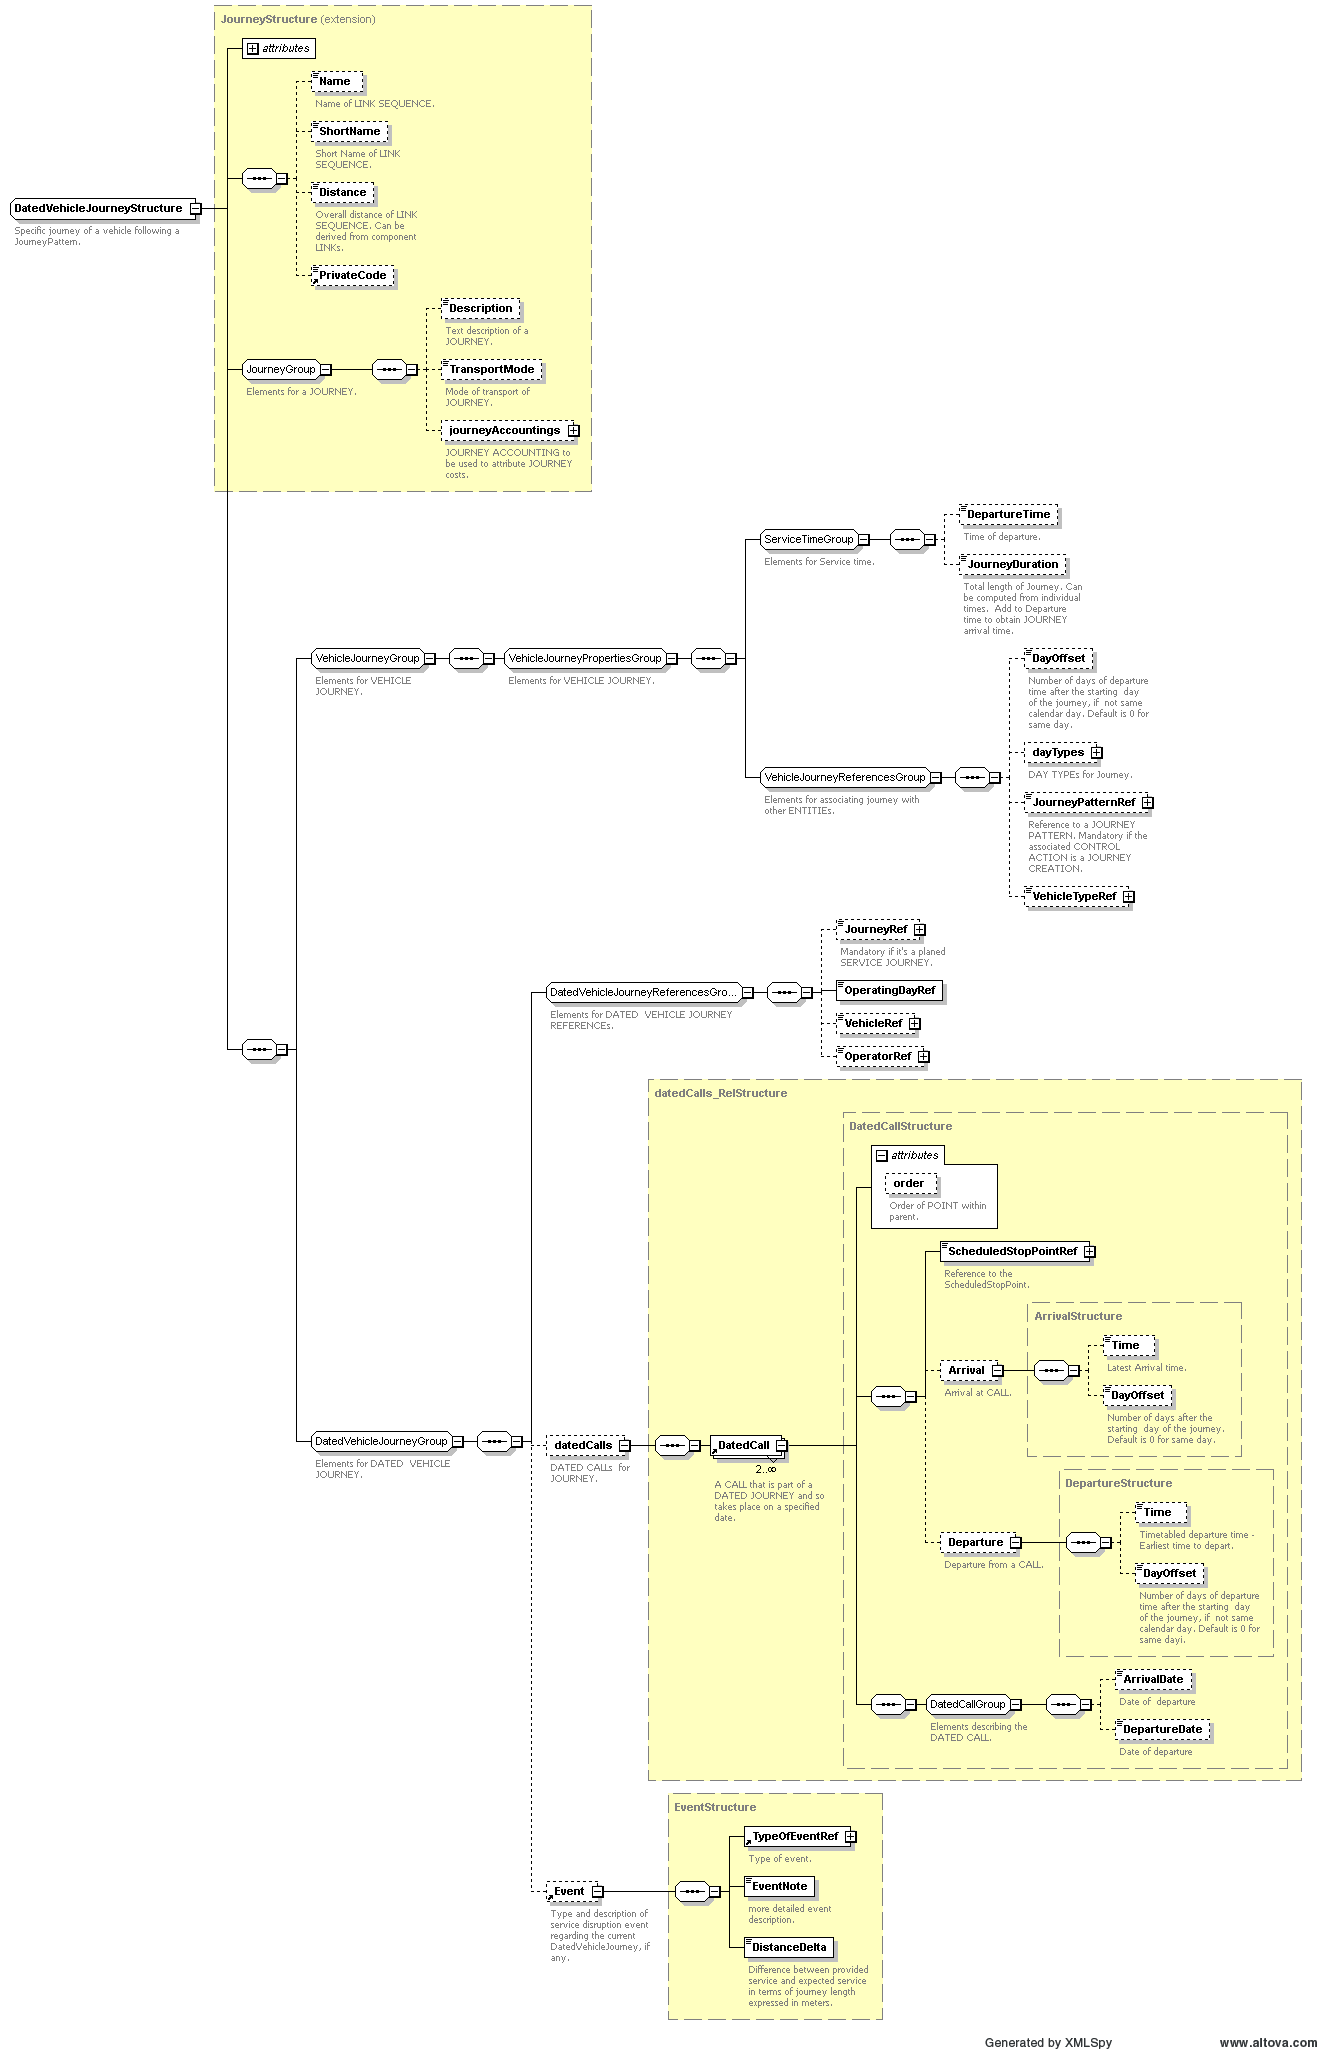 JourneyStructure (extension)
attributes
Name
Name of LINK SEQUENCE.
ShortName
Short Name of LINK
SEQUENCE.
Distance
Overall distance of LINK
SEQUENCE. Can be
derived from component
LINKs.
PrivateCode
DatedVehicleJourneyStructure
Specific journey of a vehicle following a
JourneyPattern.
JourneyGroup
Elements for a JOURNEY.
Description
Text description of a
JOURNEY.
TransportMode
Mode of transport of
JOURNEY.
journeyAccountings
JOURNEY ACCOUNTING to
be used to attribute JOURNEY
costs.
VehicleJourneyGroup
Elements for VEHICLE
JOURNEY.
VehicleJourneyPropertiesGroup
Elements for VEHICLE JOURNEY.
ServiceTimeGroup
Elements for Service time.
DepartureTime
Time of departure.
JourneyDuration
Total length of Journey. Can
be computed from individual
times.  Add to Departure
time to obtain JOURNEY
arrival time.
VehicleJourneyReferencesGroup
Elements for associating journey with
other ENTITIEs.
DayOffset
Number of days of departure
time after the starting  day
of the journey, if  not same
calendar day. Default is 0 for
same day.
dayTypes
DAY TYPEs for Journey.
JourneyPatternRef
Reference to a JOURNEY
PATTERN. Mandatory if the
associated CONTROL
ACTION is a JOURNEY
CREATION.
VehicleTypeRef
DatedVehicleJourneyReferencesGro...
Elements for DATED  VEHICLE JOURNEY
REFERENCEs.
JourneyRef
Mandatory if it's a planed
SERVICE JOURNEY.
OperatingDayRef
VehicleRef
OperatorRef
DatedVehicleJourneyGroup
Elements for DATED  VEHICLE
JOURNEY.
datedCalls
DATED CALLs  for
JOURNEY.
datedCalls_RelStructure
DatedCall
2..∞
A CALL that is part of a
DATED JOURNEY and so
takes place on a specified
date.
DatedCallStructure
attributes
order
Order of POINT within
parent.
ScheduledStopPointRef
Reference to the
ScheduledStopPoint.
Arrival
Arrival at CALL.
ArrivalStructure
Time
Latest Arrival time.
DayOffset
Number of days after the
starting  day of the journey.
Default is 0 for same day.
Departure
Departure from a CALL.
DepartureStructure
Time
Timetabled departure time -
Earliest time to depart.
DayOffset
Number of days of departure
time after the starting  day
of the journey, if  not same
calendar day. Default is 0 for
same dayi.
DatedCallGroup
Elements describing the
DATED CALL.
ArrivalDate
Date of  departure
DepartureDate
Date of departure
Event
Type and description of
service disruption event
regarding the current
DatedVehicleJourney, if
any.
EventStructure
TypeOfEventRef
Type of event.
EventNote
more detailed event
description.
DistanceDelta
Difference between provided
service and expected service
in terms of journey length
expressed in meters.
Generated by XMLSpy
www.altova.com